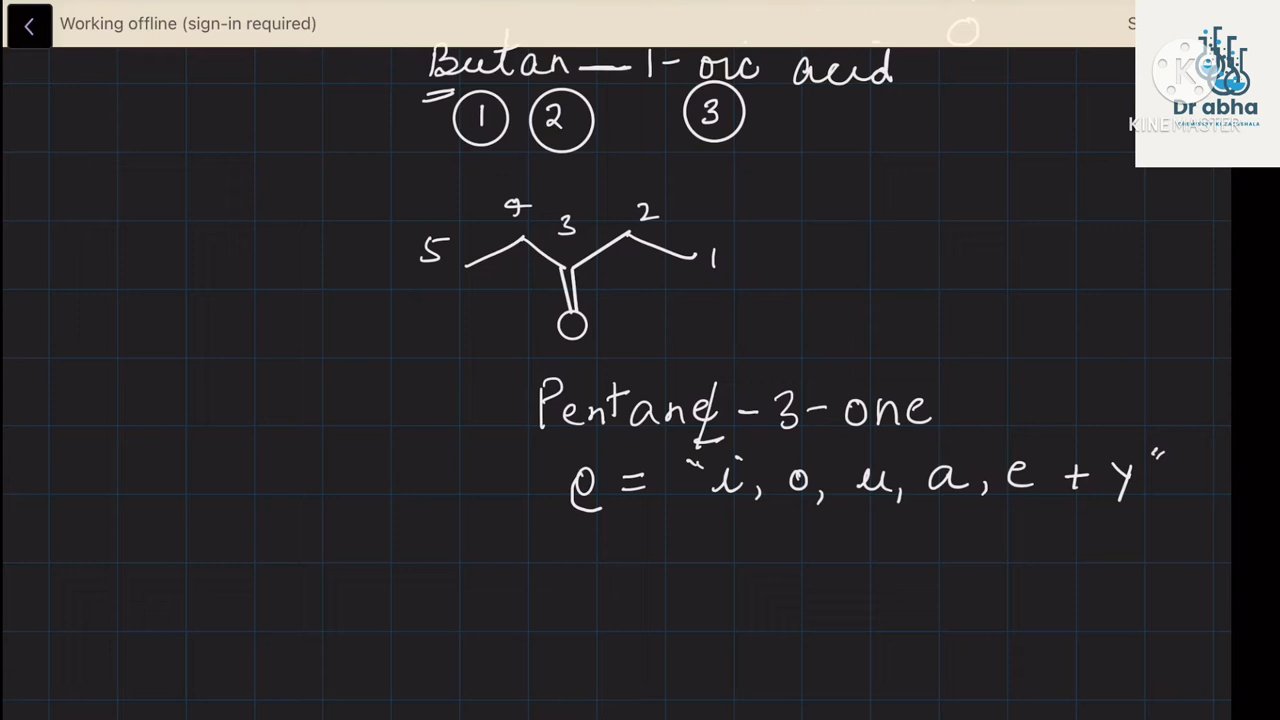 Working offline (sign-in required)
Butan — 1- oic acid
1 2 3
4 3 2
5 1
O
Pentane - 3 - one
e = "i, o, u, a, e + y"
K
Dr abha
KINEMASTER